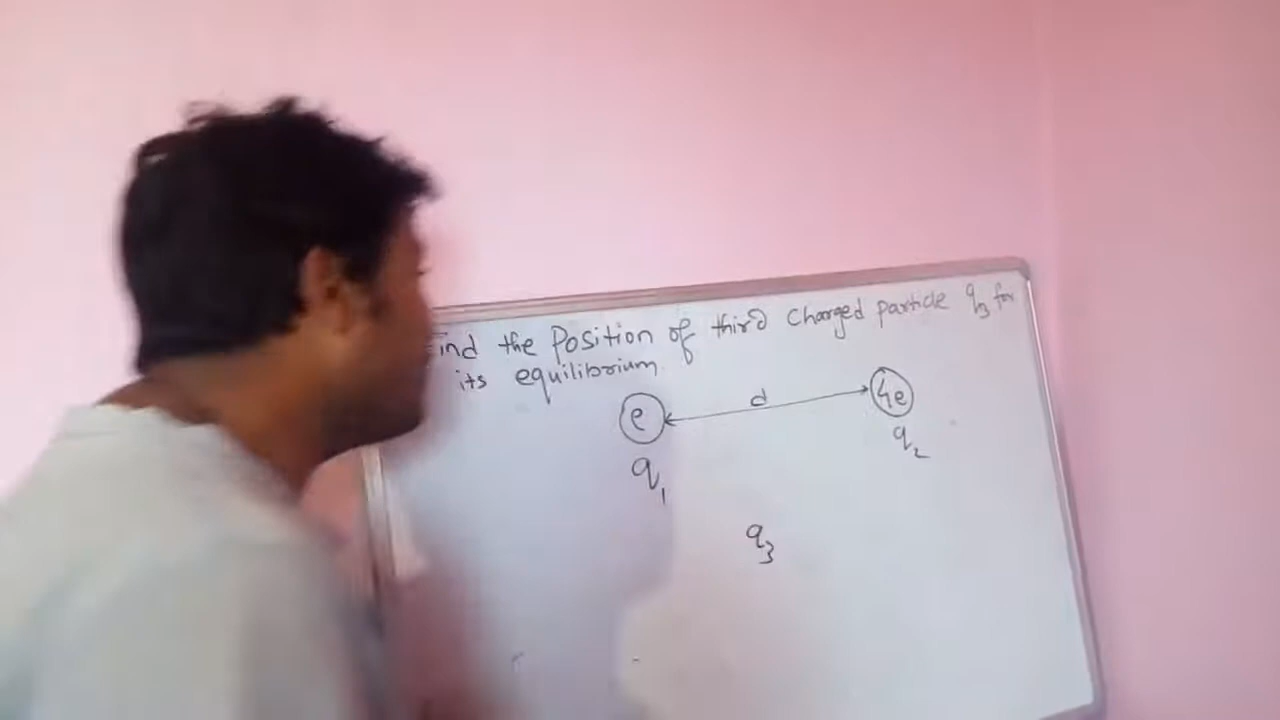 ind the Position of third charged particle q3 for
its equilibrium.
e d 4e
q1 q2
q3